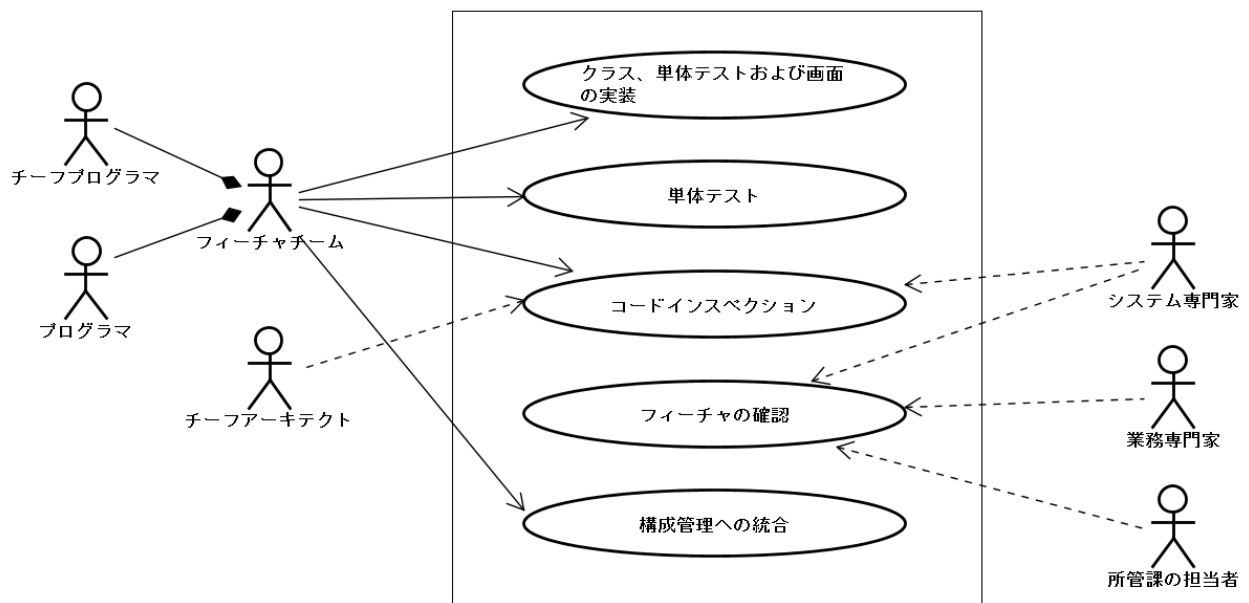 クラス、単体テストおよび画面
の実装
チーフプログラマ
単体テスト
フィーチャチーム
プログラマ
コードインスペクション
システム専門家
チーフアーキテクト
フィーチャの確認
業務専門家
構成管理への統合
所管課の担当者